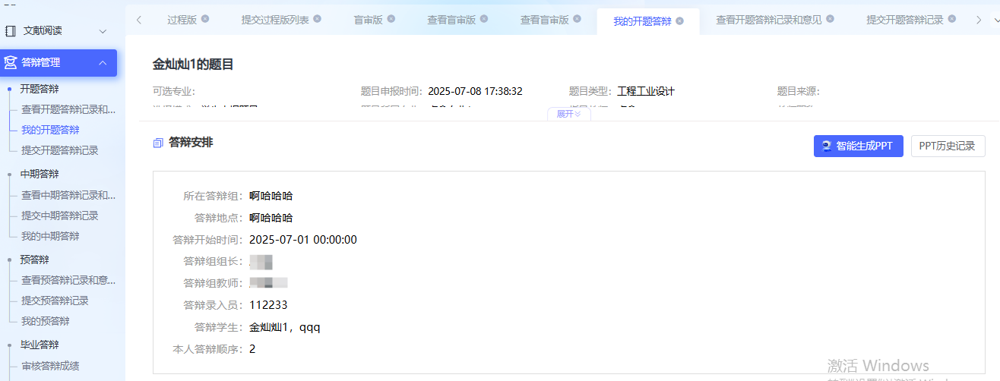 文献阅读
答辩管理
开题答辩
查看开题答辩记录和...
我的开题答辩
提交开题答辩记录
中期答辩
查看中期答辩记录和...
提交中期答辩记录
我的中期答辩
预答辩
查看预答辩记录和意...
提交预答辩记录
我的预答辩
毕业答辩
审核答辩成绩
过程版 提交过程版列表 盲审版 查看盲审版 查看盲审版 我的开题答辩 查看开题答辩记录和意见 提交开题答辩记录
金灿灿1的题目
可选专业： 题目申报时间：2025-07-08 17:38:32 题目类型：工程工业设计 题目来源：
展开
答辩安排
智能生成PPT PPT历史记录
所在答辩组：啊哈哈哈
答辩地点：啊哈哈哈
答辩开始时间：2025-07-01 00:00:00
答辩组组长：
答辩组教师：
答辩录入员：112233
答辩学生：金灿灿1，qqq
本人答辩顺序：2
激活 Windows